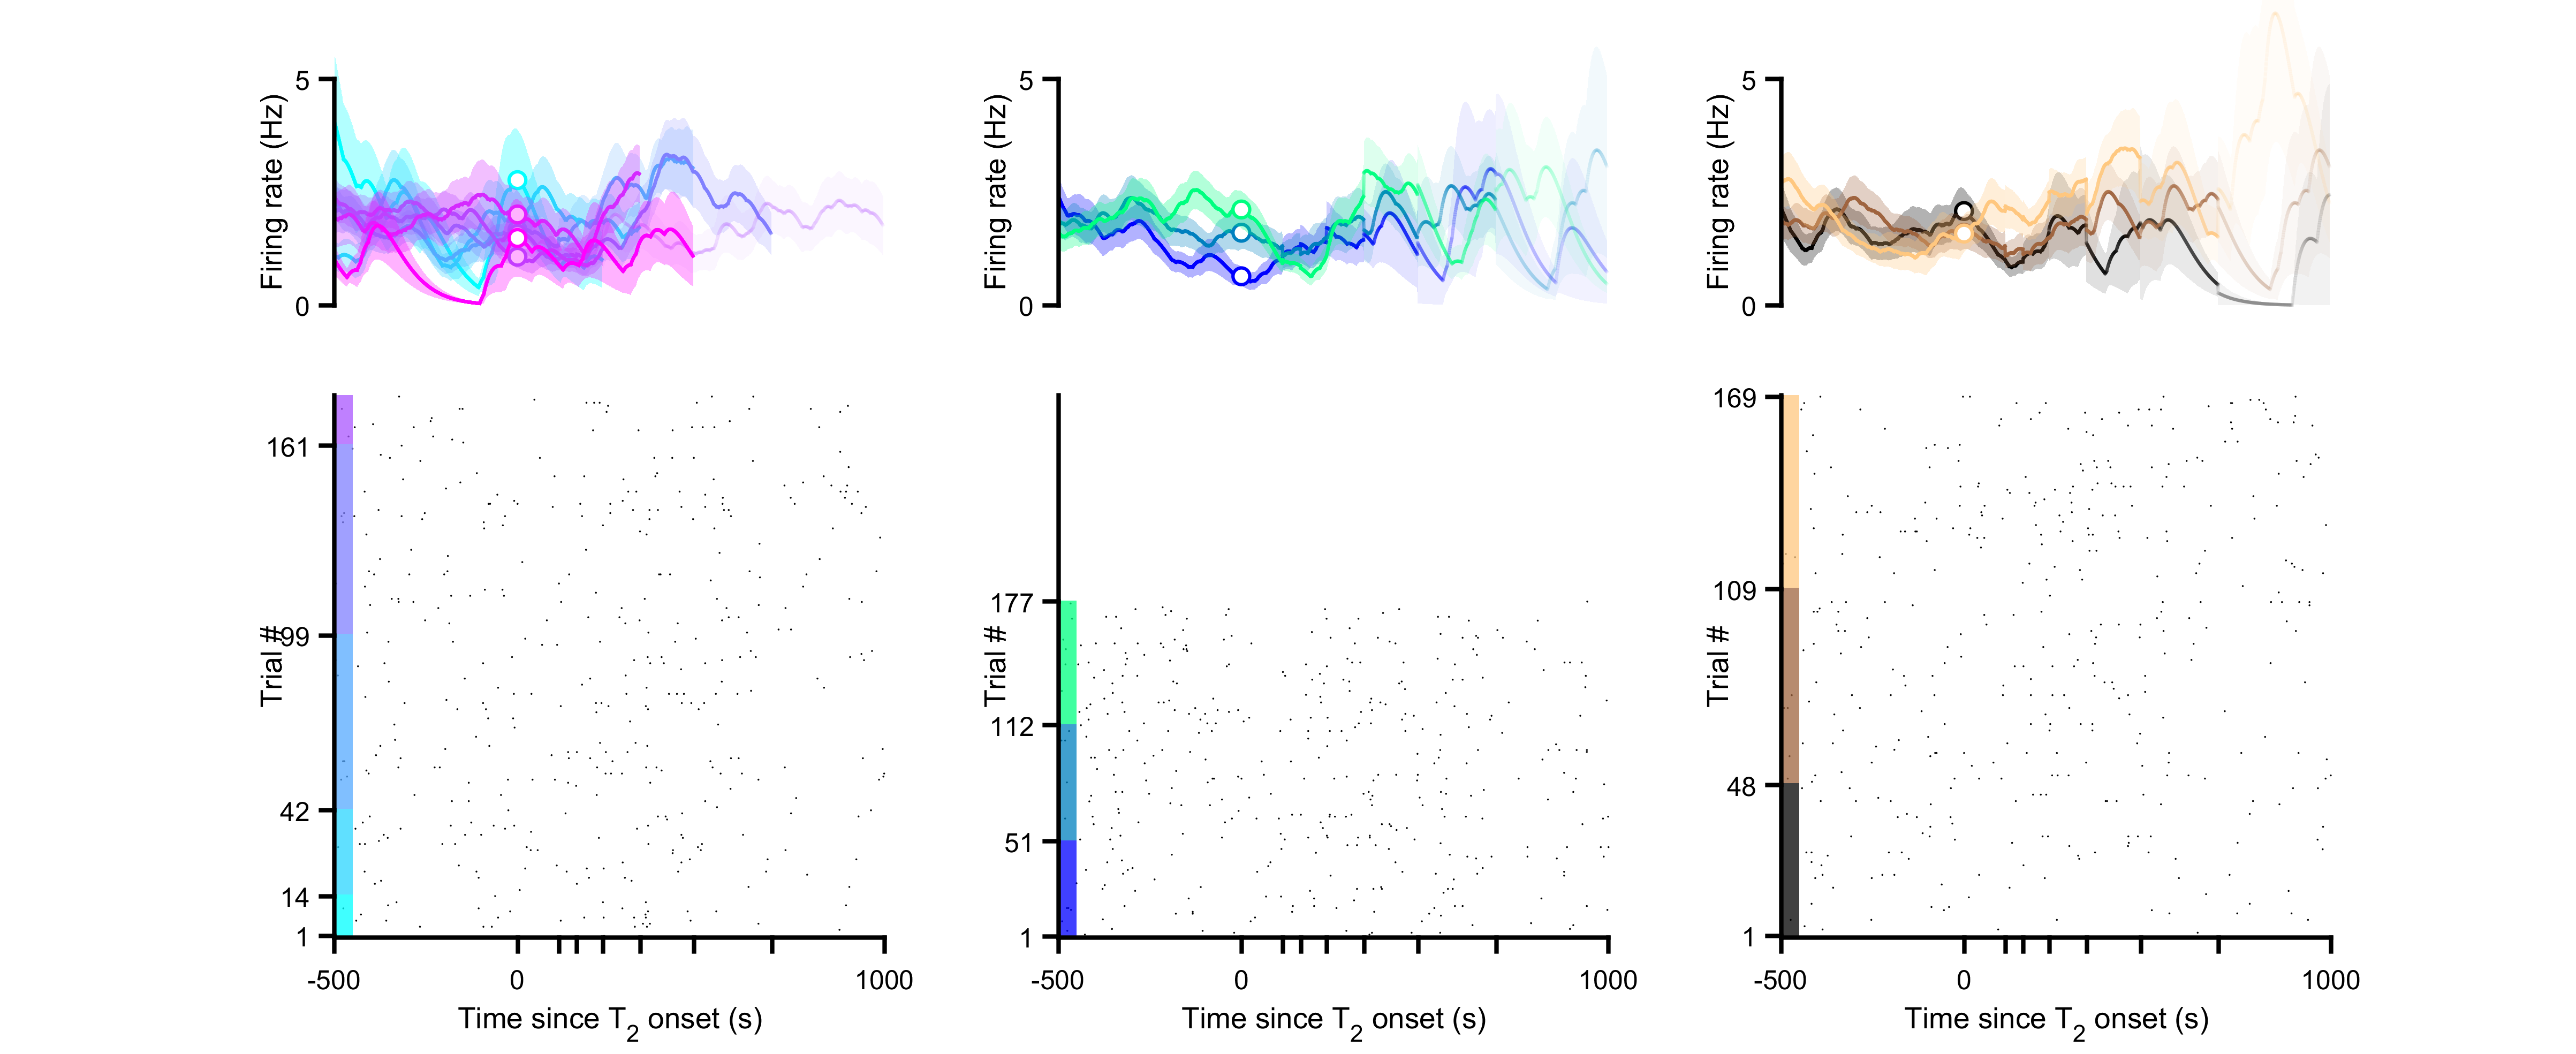 5
Firing rate (Hz)
0
5
Firing rate (Hz)
0
5
Firing rate (Hz)
0
161
99
42
14
1
Trial #
-500 0 1000
Time since T2 onset (s)
177
112
51
1
Trial #
-500 0 1000
Time since T2 onset (s)
169
109
48
1
Trial #
-500 0 1000
Time since T2 onset (s)